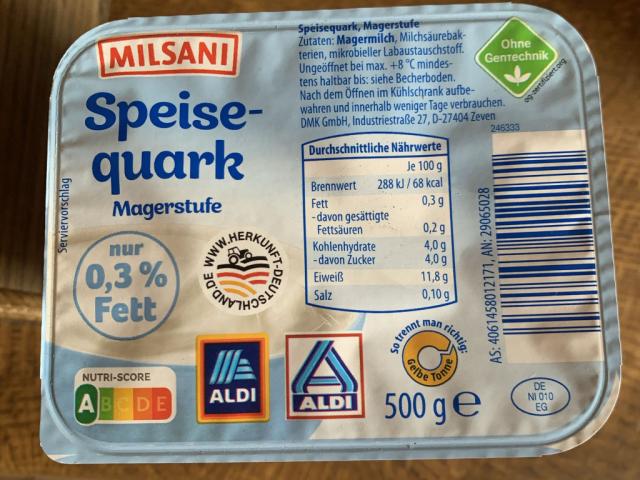 MILSANI
Speise-
quark
Magerstufe
Serviervorschlag
nur
0,3 %
Fett
WWW.HERKUNFT-DEUTSCHLAND.DE
NUTRI-SCORE
A B C D E
ALDI
ALDI
Speisequark, Magerstufe
Zutaten: Magermilch, Milchsäurebak-
terien, mikrobieller Labaustauschstoff.
Ungeöffnet bei max. +8 °C mindes-
tens haltbar bis: siehe Becherboden.
Nach dem Öffnen im Kühlschrank aufbe-
wahren und innerhalb weniger Tage verbrauchen.
DMK GmbH, Industriestraße 27, D-27404 Zeven
Ohne
Gentechnik
246333
Durchschnittliche Nährwerte
Je 100 g
Brennwert 288 kJ / 68 kcal
Fett 0,3 g
-davon gesättigte
Fettsäuren 0,2 g
Kohlenhydrate 4,0 g
-davon Zucker 4,0 g
Eiweiß 11,8 g
Salz 0,10 g
AS: 4061458012171, AN: 29065028
So trennt man richtig:
Gelbe Tonne
500 g e
DE
NI 010
EG